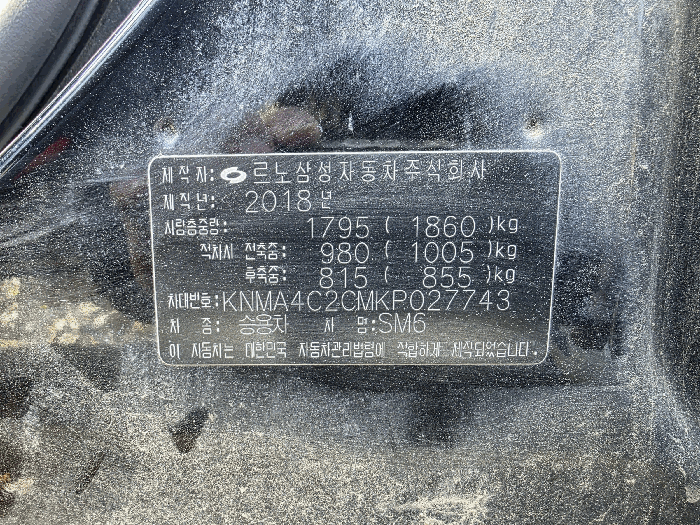 제작자: 르노삼성자동차주식회사
제작년: 2018년
차량총중량: 1795 ( 1860 )kg
적차시 전축중: 980 ( 1005 )kg
후축중: 815 ( 855 )kg
차대번호: KNMA4C2CMKP027743
차 종: 승용차 차 명: SM6
이 자동차는 대한민국 자동차관리법령에 적합하게 제작되었습니다.